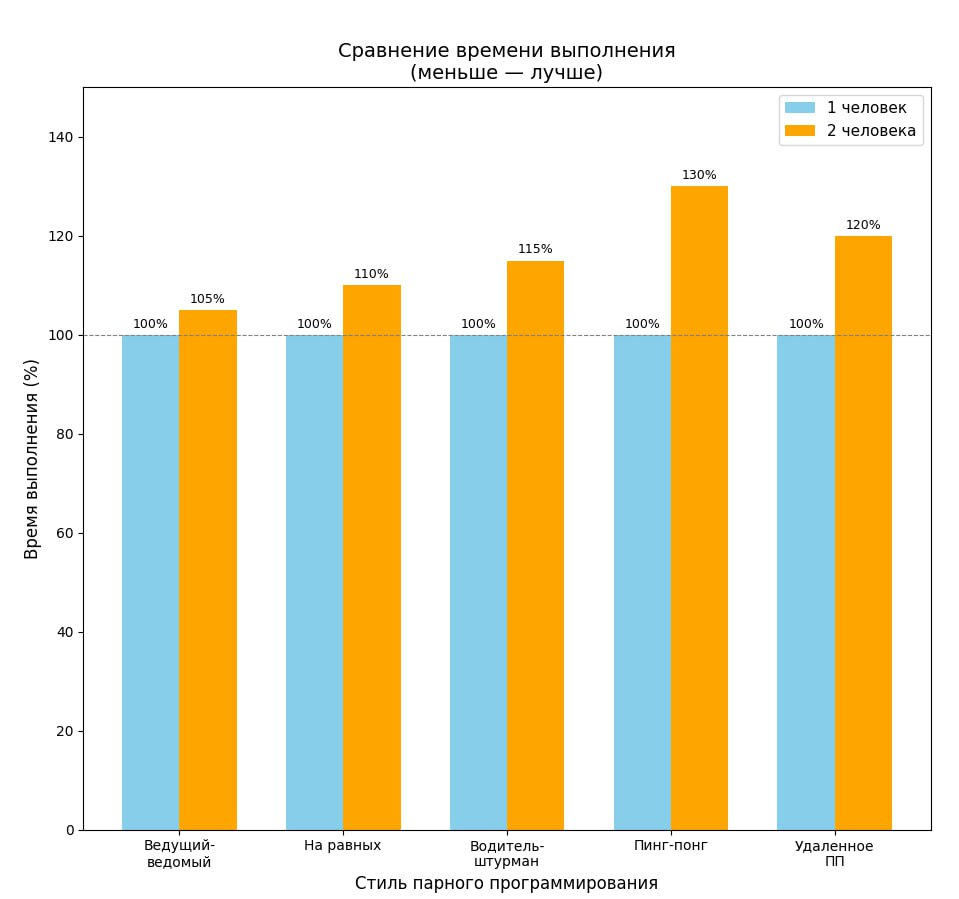 Сравнение времени выполнения
(меньше — лучше)
1 человек
2 человека
Время выполнения (%)
140
120
100
80
60
40
20
0
100%
105%
100%
110%
100%
115%
100%
130%
100%
120%
Ведущий-
ведомый
На равных
Водитель-
штурман
Пинг-понг
Удаленное
ПП
Стиль парного программирования